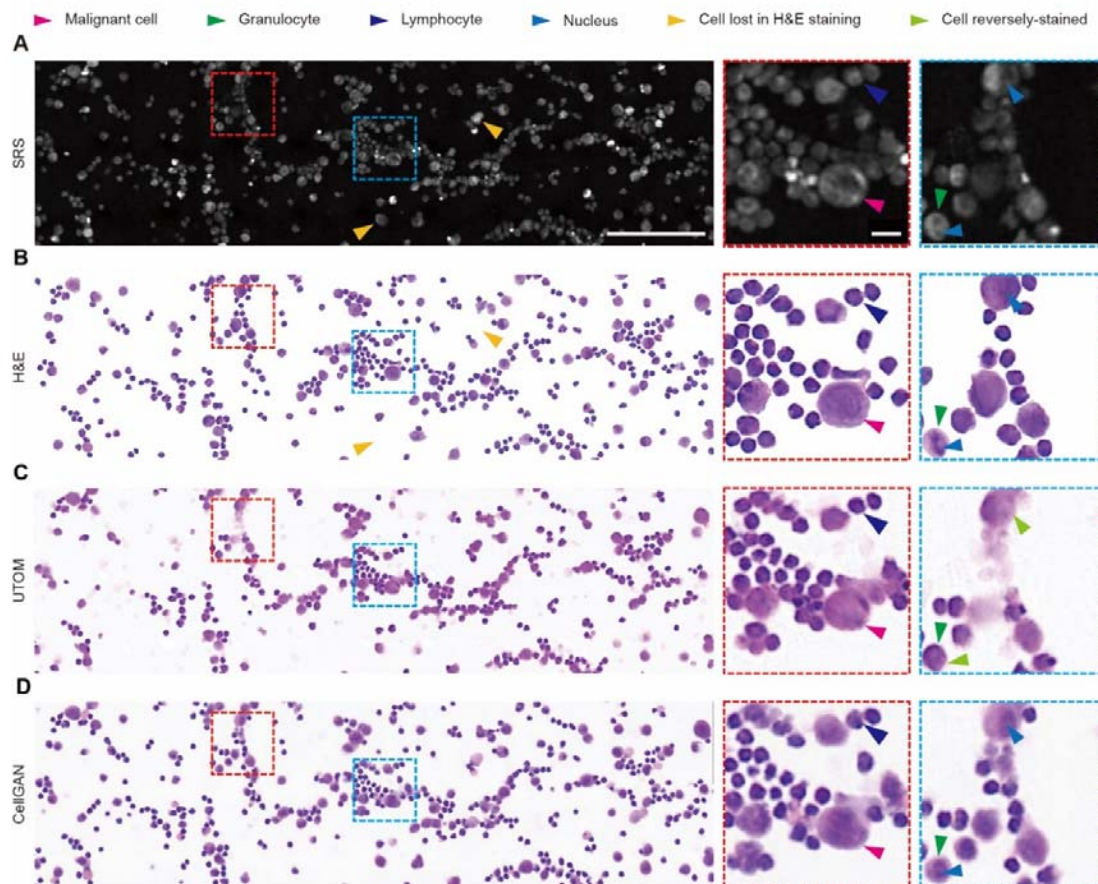 Malignant cell Granulocyte Lymphocyte Nucleus Cell lost in H&E staining Cell reversely-stained
A
SRS
B
H&E
C
UTOM
D
CellGAN